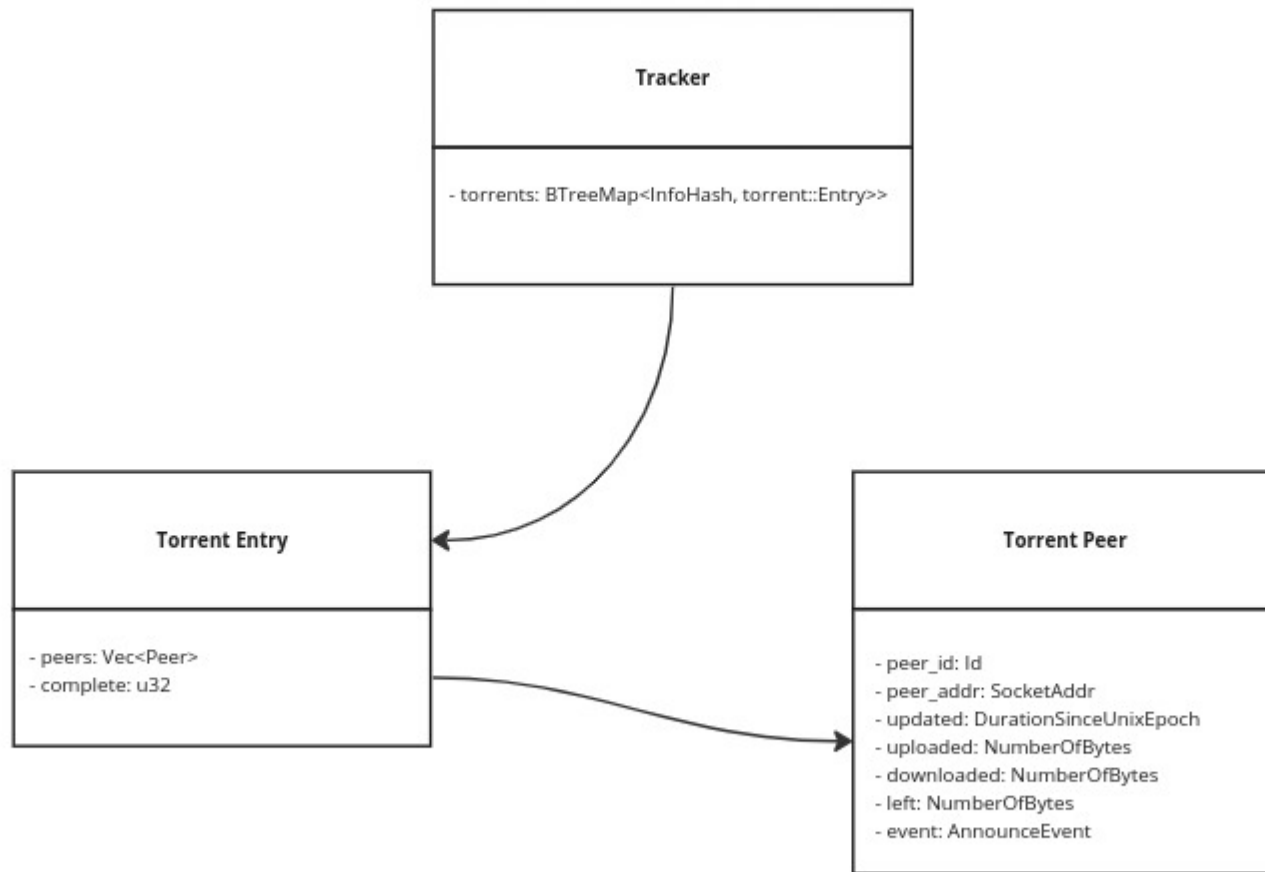 Tracker
- torrents: BTreeMap<InfoHash, torrent::Entry>>
Torrent Entry
- peers: Vec<Peer>
- complete: u32
Torrent Peer
- peer_id: Id
- peer_addr: SocketAddr
- updated: DurationSinceUnixEpoch
- uploaded: NumberOfBytes
- downloaded: NumberOfBytes
- left: NumberOfBytes
- event: AnnounceEvent